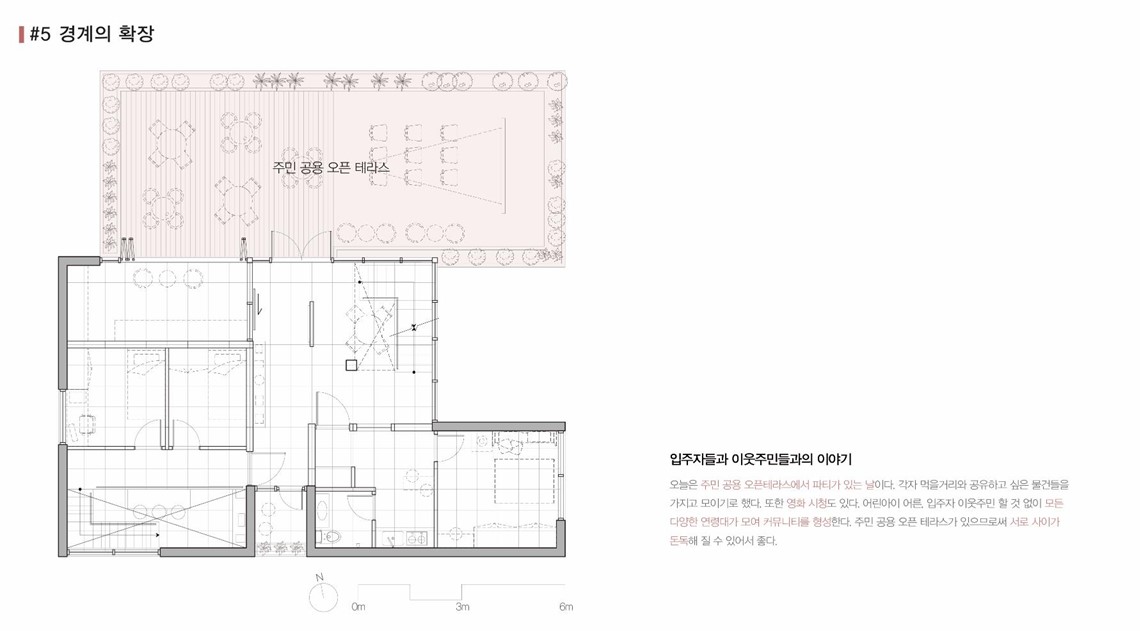 #5 경계의 확장
주민 공용 오픈 테라스
입주자들과 이웃주민들과의 이야기
오늘은 주민 공용 오픈테라스에서 파티가 있는 날이다. 각자 먹을거리와 공유하고 싶은 물건들을
가지고 모이기로 했다. 또한 영화 시청도 있다. 어린아이 어른, 입주자 이웃주민 할 것 없이 모든
다양한 연령대가 모여 커뮤니티를 형성한다. 주민 공용 오픈 테라스가 있으므로써 서로 사이가
돈독해 질 수 있어서 좋다.
N
0m 3m 6m